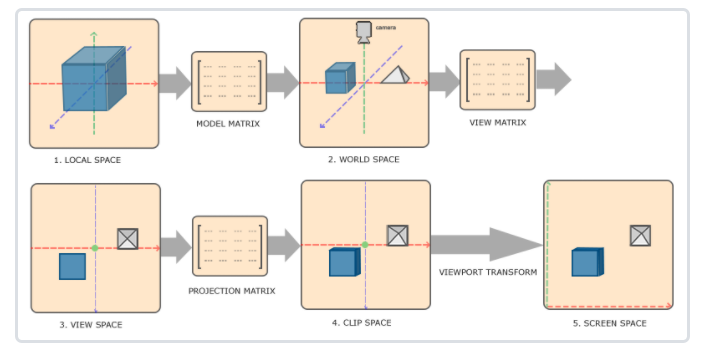 camera
MODEL MATRIX
VIEW MATRIX
1. LOCAL SPACE
2. WORLD SPACE
PROJECTION MATRIX
VIEWPORT TRANSFORM
3. VIEW SPACE
4. CLIP SPACE
5. SCREEN SPACE